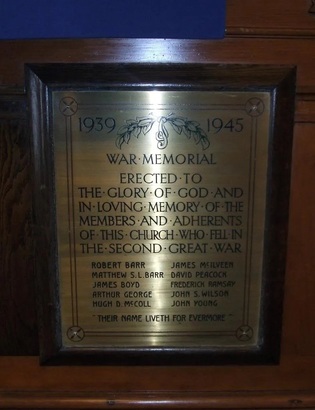 1939 1945
WAR·MEMORIAL
ERECTED·TO
THE·GLORY·OF·GOD·AND
IN·LOVING·MEMORY·OF·THE
MEMBERS·AND·ADHERENTS
OF·THIS·CHURCH·WHO·FELL·IN
THE·SECOND·GREAT·WAR
ROBERT BARR JAMES McILVEEN
MATTHEW S.L. BARR DAVID PEACOCK
JAMES BOYD FREDERICK RAMSAY
ARTHUR GEORGE JOHN S. WILSON
HUGH D. McCOLL JOHN YOUNG
"THEIR NAME LIVETH FOR EVERMORE"